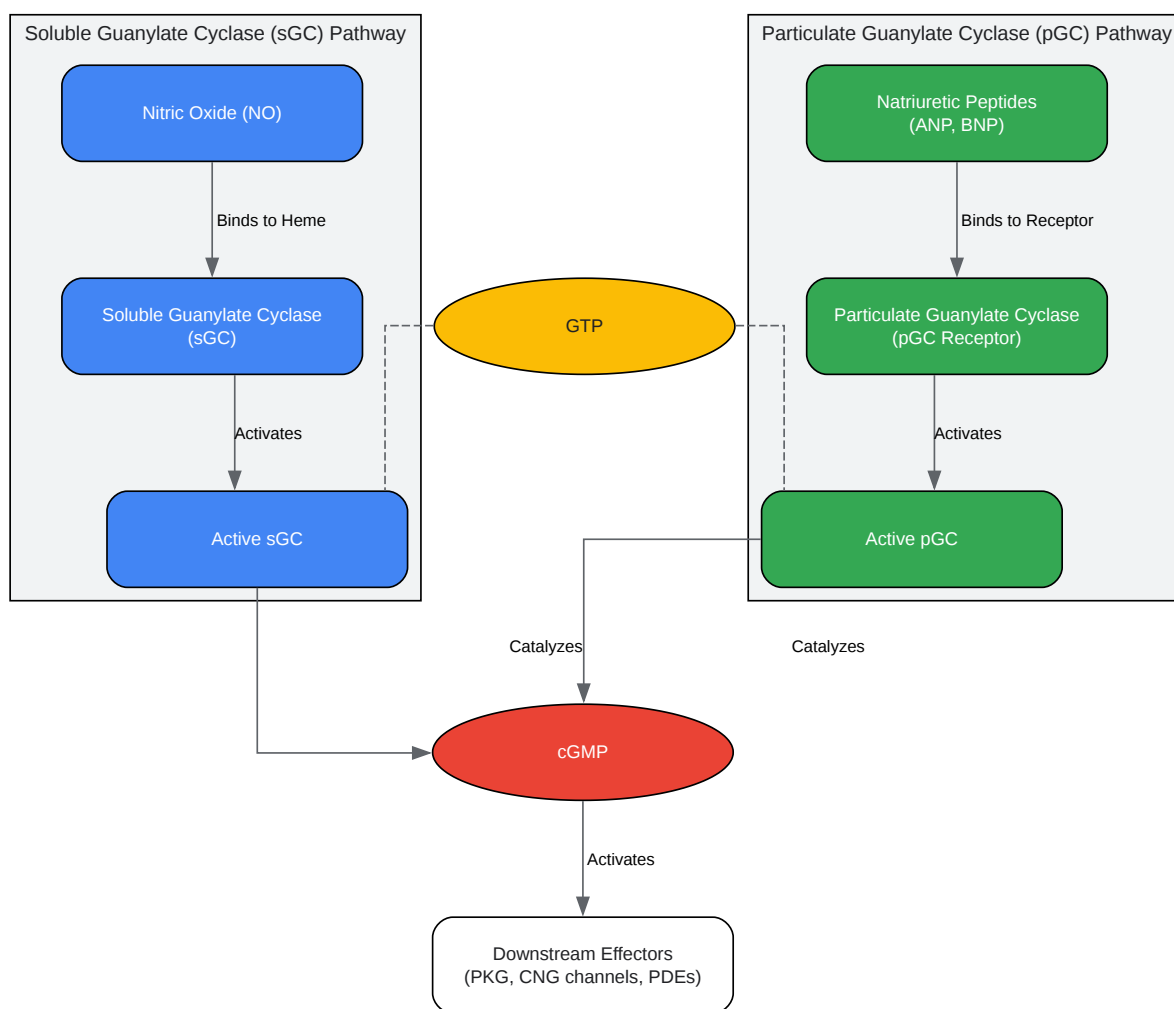 Soluble Guanylate Cyclase (sGC) Pathway
Particulate Guanylate Cyclase (pGC) Pathway
Nitric Oxide (NO)
Natriuretic Peptides
(ANP, BNP)
Binds to Heme
Binds to Receptor
Soluble Guanylate Cyclase
(sGC)
GTP
Particulate Guanylate Cyclase
(pGC Receptor)
Activates
Activates
Active sGC
Active pGC
Catalyzes
Catalyzes
cGMP
Activates
Downstream Effectors
(PKG, CNG channels, PDEs)